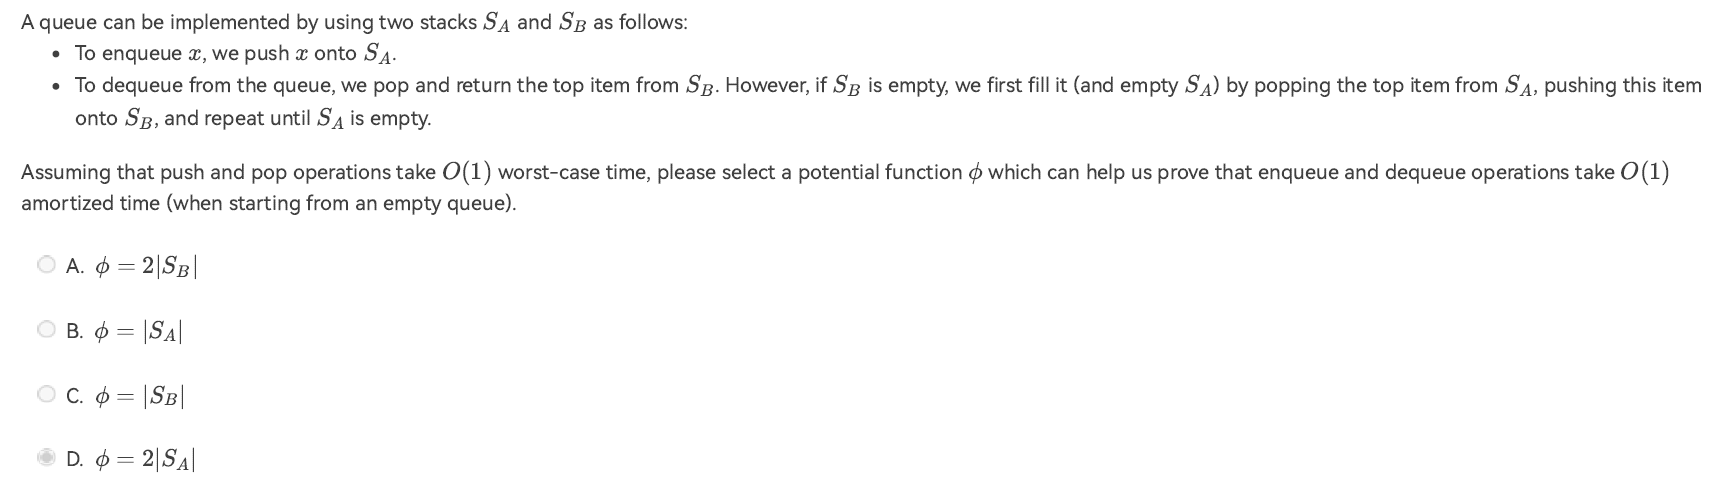 A queue can be implemented by using two stacks $S_A$ and $S_B$ as follows:
• To enqueue $x$, we push $x$ onto $S_A$.
• To dequeue from the queue, we pop and return the top item from $S_B$. However, if $S_B$ is empty, we first fill it (and empty $S_A$) by popping the top item from $S_A$, pushing this item
onto $S_B$, and repeat until $S_A$ is empty.
Assuming that push and pop operations take $O(1)$ worst-case time, please select a potential function $\phi$ which can help us prove that enqueue and dequeue operations take $O(1)$
amortized time (when starting from an empty queue).
A. $\phi = 2|S_B|$
B. $\phi = |S_A|$
C. $\phi = |S_B|$
D. $\phi = 2|S_A|$